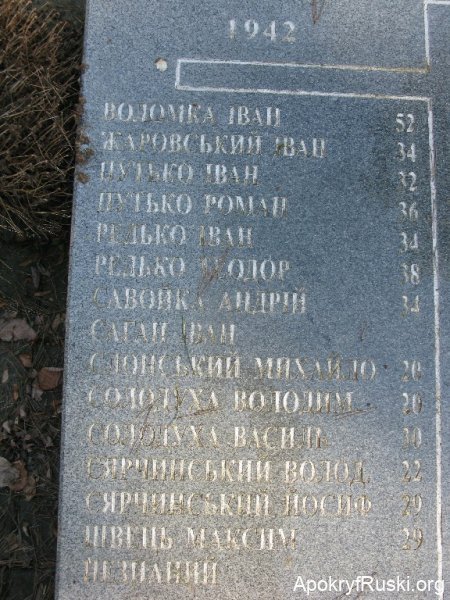 1942
ВОЛОМКА ІВАН 52
ЖАРОВСЬКИЙ ІВАН 34
ПУТЬКО ІВАН 32
ПУТЬКО РОМАН 36
РЕДЬКО ІВАН 34
РЕДЬКО ТЕОДОР 38
САВОЙКА АНДРІЙ 34
САГАН ІВАН
СЛОНСЬКИЙ МИХАЙЛО 20
СОЛОДУХА ВОЛОДИМ. 20
СОЛОДУХА ВАСИЛЬ 30
СЯРЧИНСЬКИЙ ВОЛОД. 22
СЯРЧИНСЬКИЙ ЙОСИФ 29
ШВЕЦЬ МАКСИМ 29
НЕЗНАНИЙ
ApokryfRuski.org